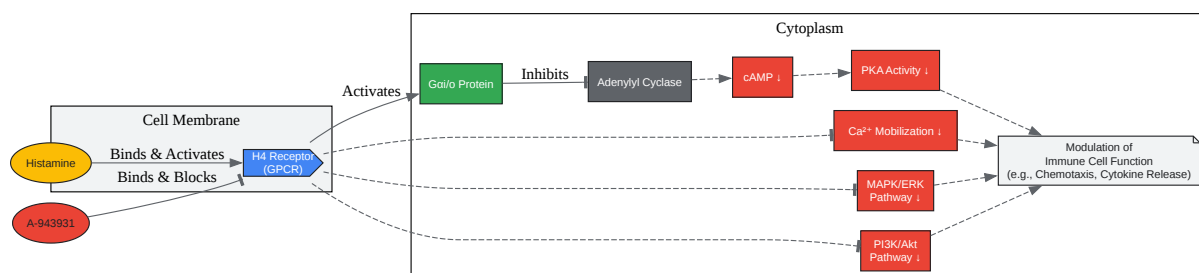 Cytoplasm
Cell Membrane
Histamine
A-943931
Binds & Activates
Binds & Blocks
H4 Receptor
(GPCR)
Activates
Gαi/o Protein
Inhibits
Adenylyl Cyclase
cAMP ↓
PKA Activity ↓
Ca²⁺ Mobilization ↓
MAPK/ERK
Pathway ↓
PI3K/Akt
Pathway ↓
Modulation of
Immune Cell Function
(e.g., Chemotaxis, Cytokine Release)